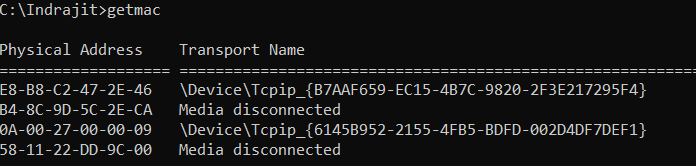 C:\Indrajit>getmac
Physical Address    Transport Name
=================== ==========================================================
E8-B8-C2-47-2E-46   \Device\Tcpip_{B7AAF659-EC15-4B7C-9820-2F3E217295F4}
B4-8C-9D-5C-2E-CA   Media disconnected
0A-00-27-00-00-09   \Device\Tcpip_{6145B952-2155-4FB5-BDFD-002D4DF7DEF1}
58-11-22-DD-9C-00   Media disconnected